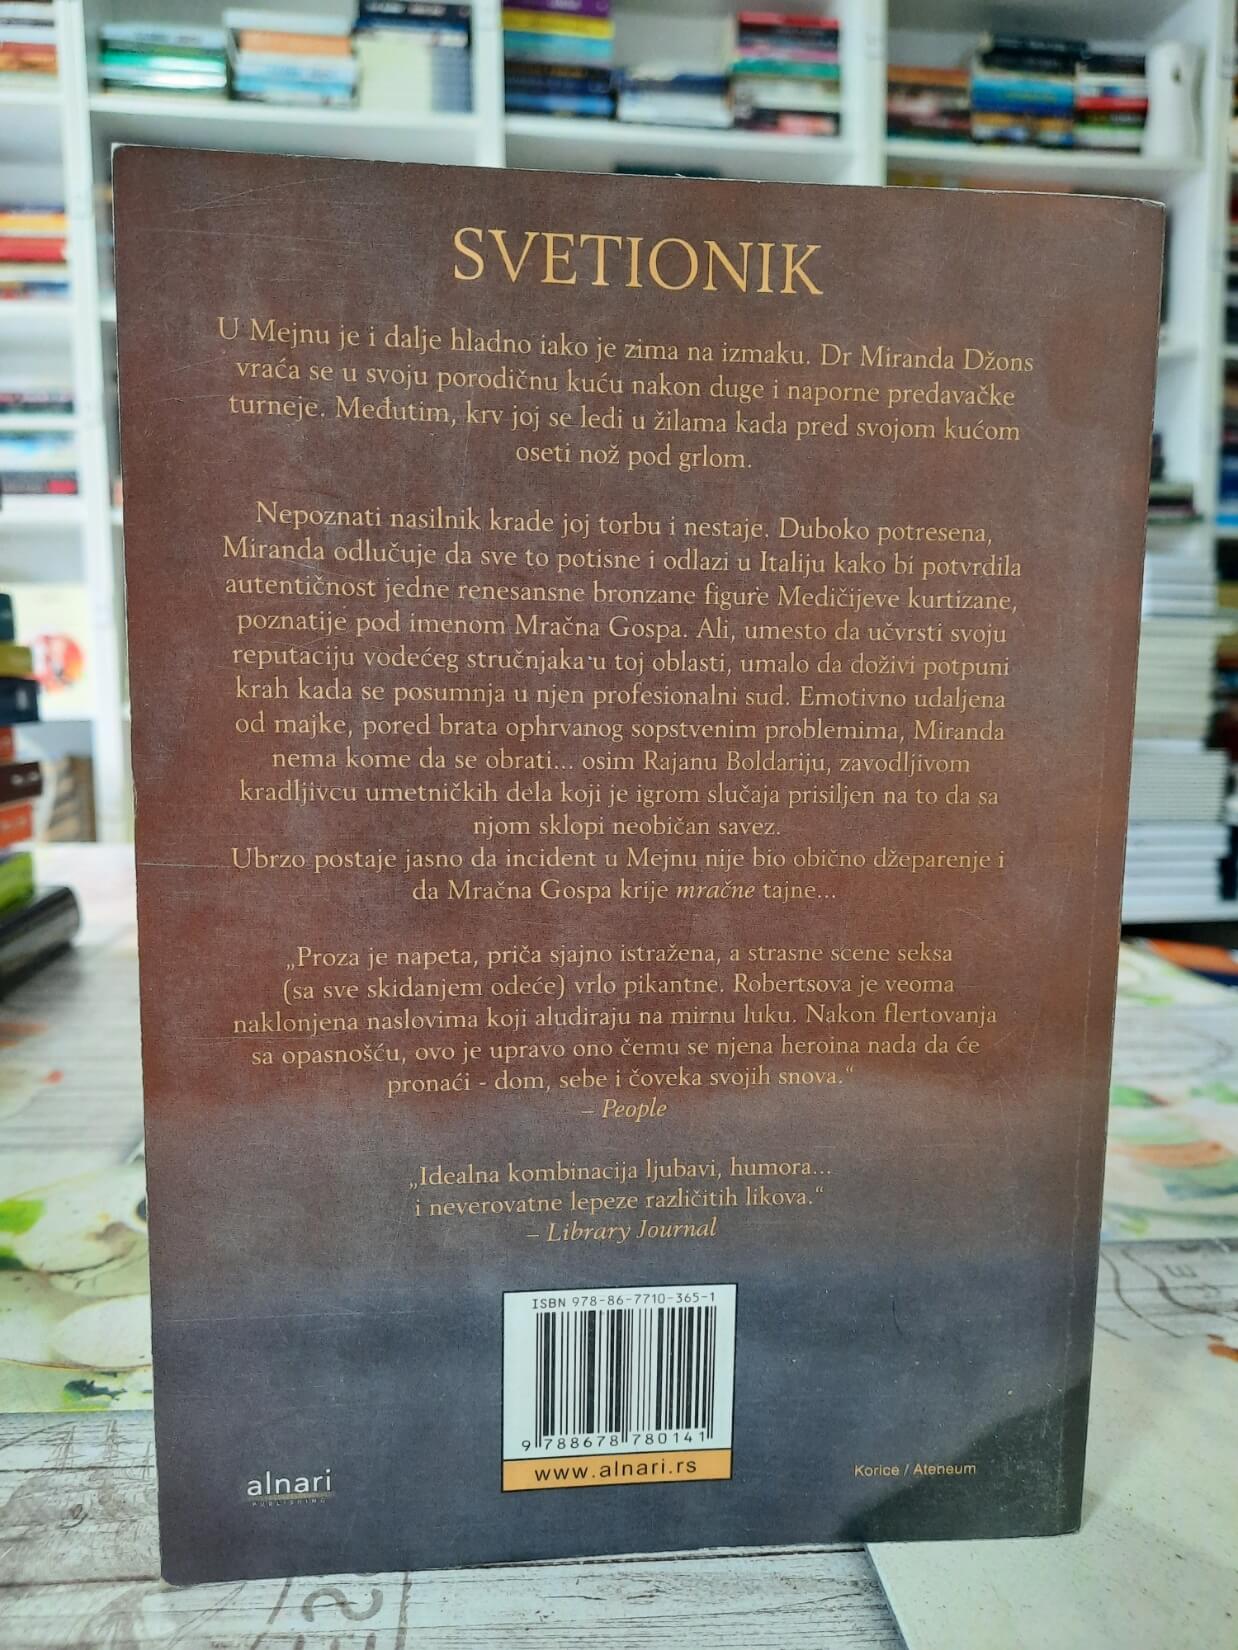 SVETIONIK
U Mejnu je i dalje hladno iako je zima na izmaku. Dr Miranda Džons
vraća se u svoju porodičnu kuću nakon duge i naporne predavačke
turneje. Međutim, krv joj se ledi u žilama kada pred svojom kućom
oseti nož pod grlom.
Nepoznati nasilnik krade joj torbu i nestaje. Duboko potresena,
Miranda odlučuje da sve to potisne i odlazi u Italiju kako bi potvrdila
autentičnost jedne renesansne bronzane figure Medičijeve kurtizane,
poznatije pod imenom Mračna Gospa. Ali, umesto da učvrsti svoju
reputaciju vodećeg stručnjaka u toj oblasti, umalo da doživi potpuni
krah kada se posumnja u njen profesionalni sud. Emotivno udaljena
od majke, pored brata ophrvanog sopstvenim problemima, Miranda
nema kome da se obrati... osim Rajanu Boldariju, zavodljivom
kradljivcu umetničkih dela koji je igrom slučaja prisiljen na to da sa
njom sklopi neobičan savez.
Ubrzo postaje jasno da incident u Mejnu nije bio obično džeparenje i
da Mračna Gospa krije mračne tajne...
„Proza je napeta, priča sjajno istražena, a strasne scene seksa
(sa sve skidanjem odeće) vrlo pikantne. Robertsova je veoma
naklonjena naslovima koji aludiraju na mirnu luku. Nakon flertovanja
sa opasnošću, ovo je upravo ono čemu se njena heroina nada da će
pronaći - dom, sebe i čoveka svojih snova.“
– People
„Idealna kombinacija ljubavi, humora...
i neverovatne lepeze različitih likova.“
– Library Journal
ISBN 978-86-7710-365-1
9 788678 780141
www.alnari.rs
alnari
PUBLISHING
Korice / Ateneum